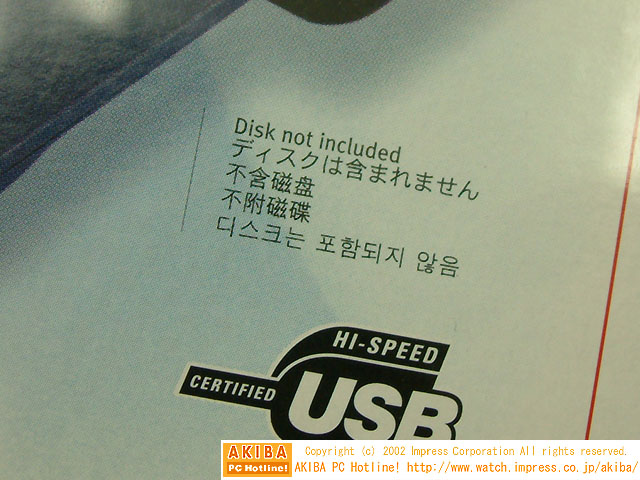 Disk not included
ディスクは含まれません
不含磁盘
不附磁碟
디스크는 포함되지 않음
HI-SPEED
CERTIFIED
USB
AKIBA
PC Hotline!
Copyright (c) 2002 Impress Corporation All rights reserved.
AKIBA PC Hotline! http://www.watch.impress.co.jp/akiba/